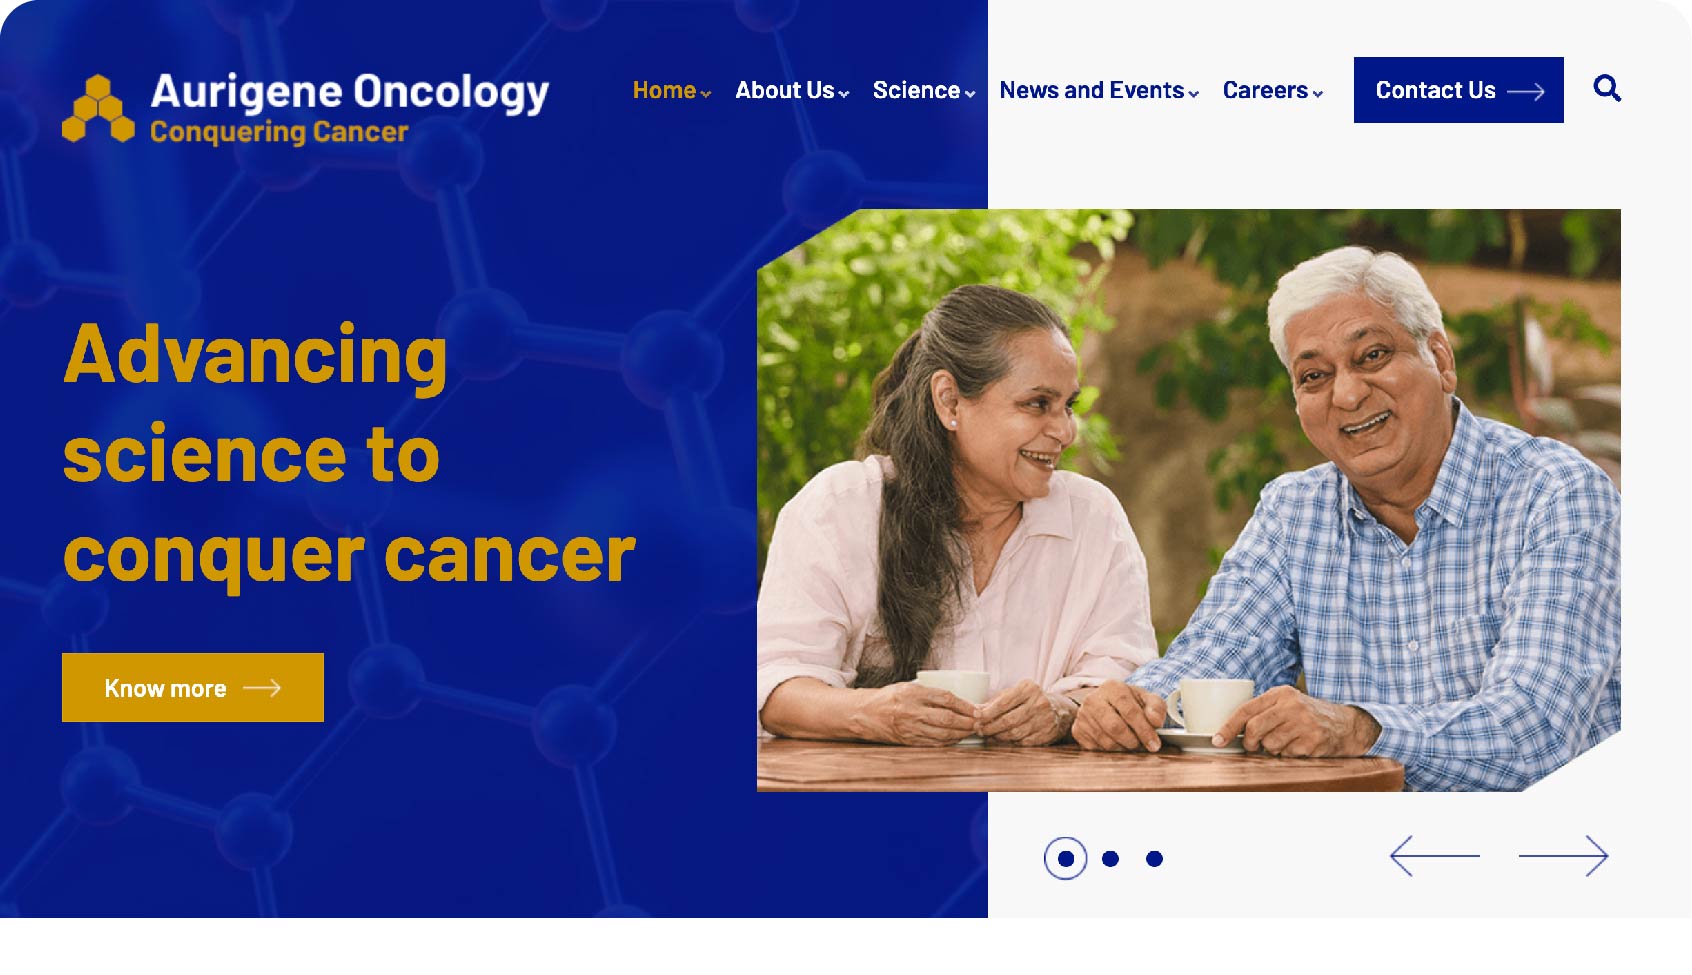 Aurigene Oncology
Conquering Cancer
Home
About Us
Science
News and Events
Careers
Contact Us
Advancing
science to
conquer cancer
Know more